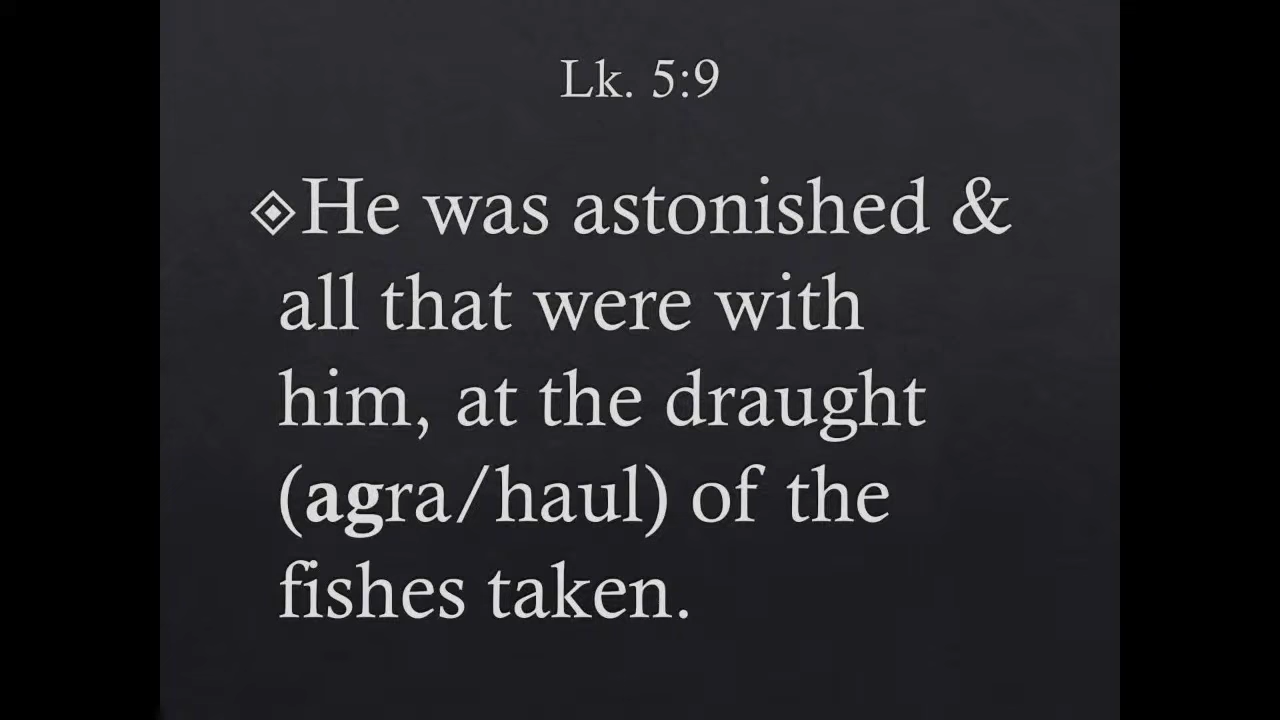 Lk. 5:9
He was astonished &
all that were with
him, at the draught
(agra/haul) of the
fishes taken.